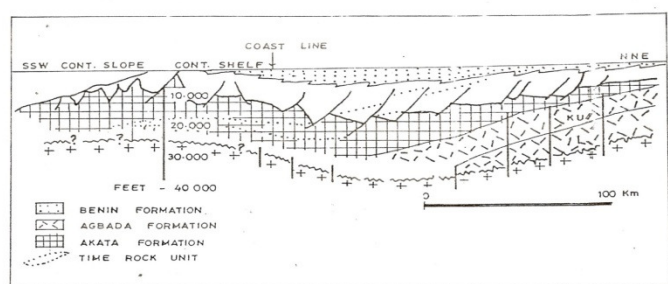 COAST LINE
SSW CONT. SLOPE CONT. SHELF NNE
10·000
20·000
30·000
FEET - 40 000
? ? ?
KU
L
0 100 Km
BENIN FORMATION
AGBADA FORMATION
AKATA FORMATION
TIME ROCK UNIT